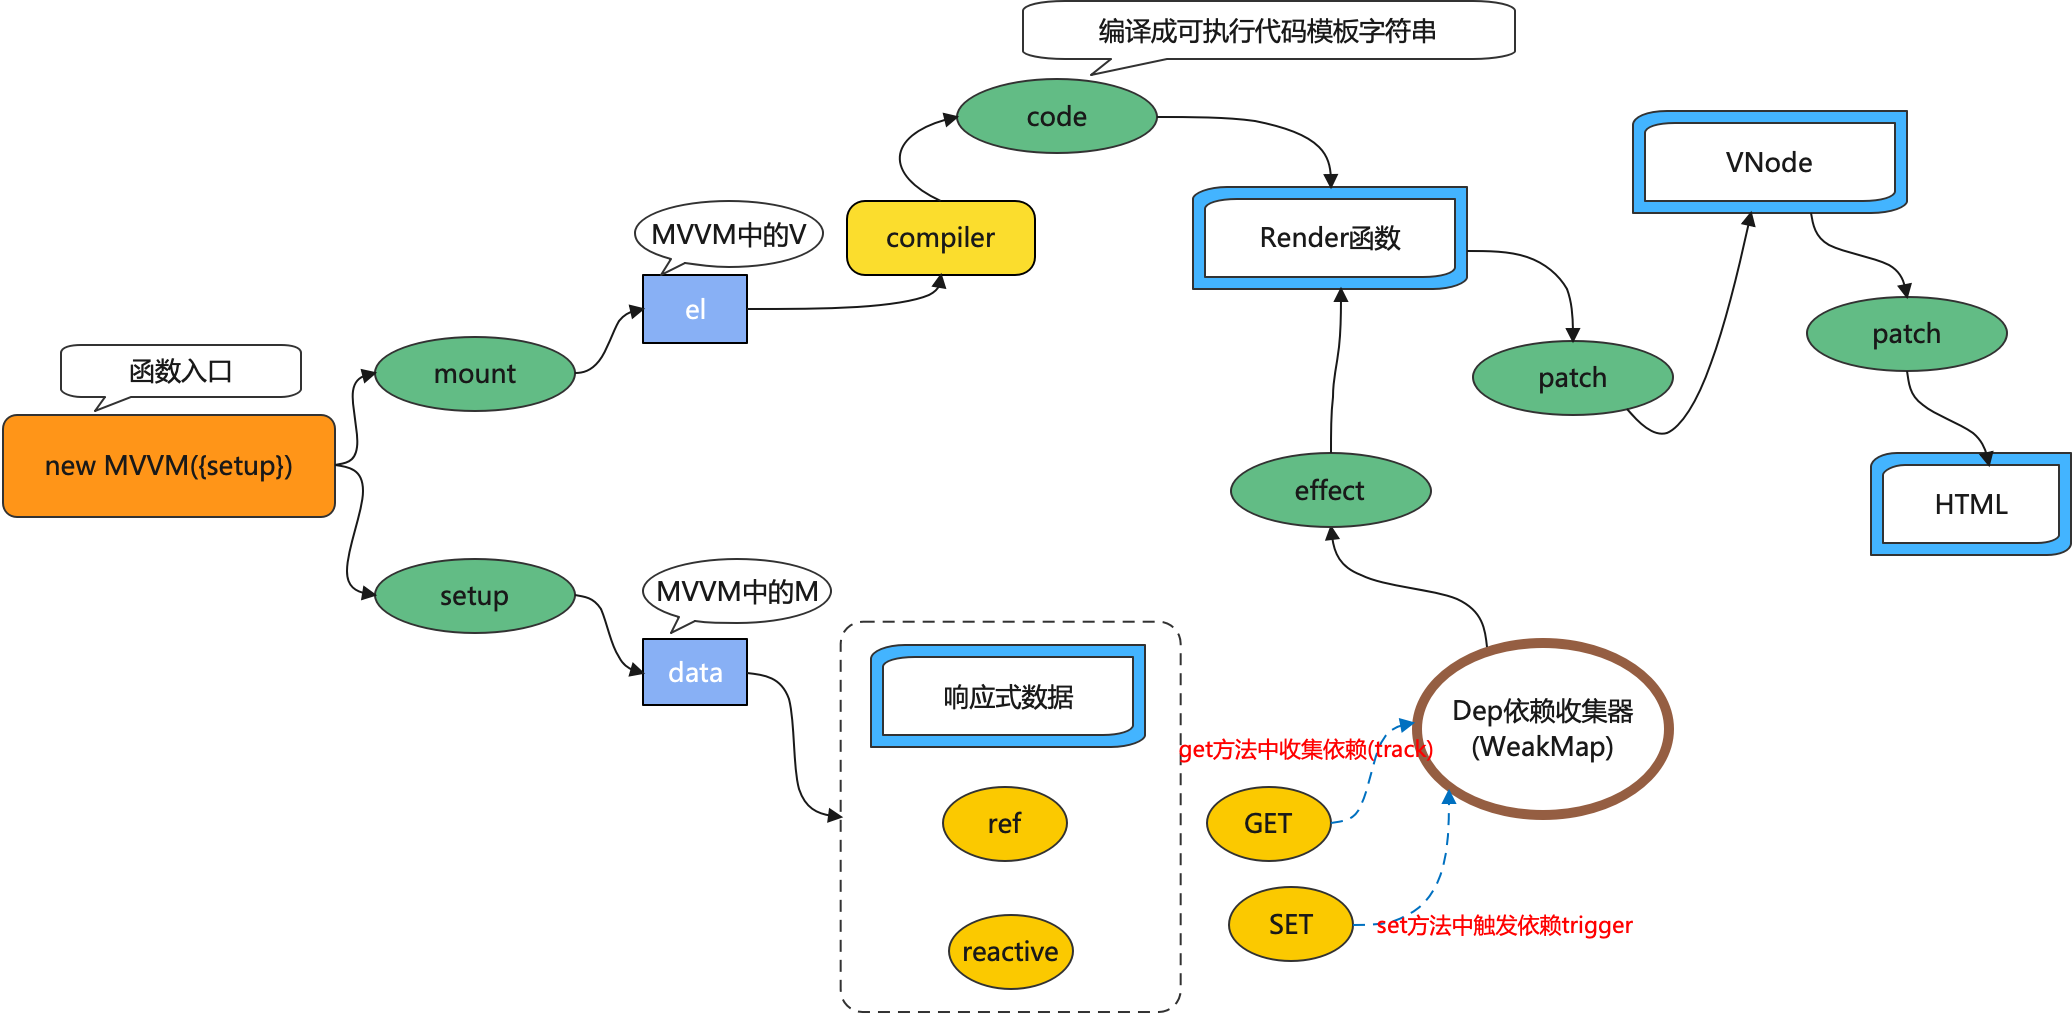 编译成可执行代码模板字符串
code
VNode
MVVM中的V
compiler
Render函数
el
函数入口
mount
patch
patch
new MVVM({setup})
effect
HTML
setup
MVVM中的M
data
响应式数据
Dep依赖收集器
(WeakMap)
get方法中收集依赖(track)
ref
GET
SET
set方法中触发依赖trigger
reactive